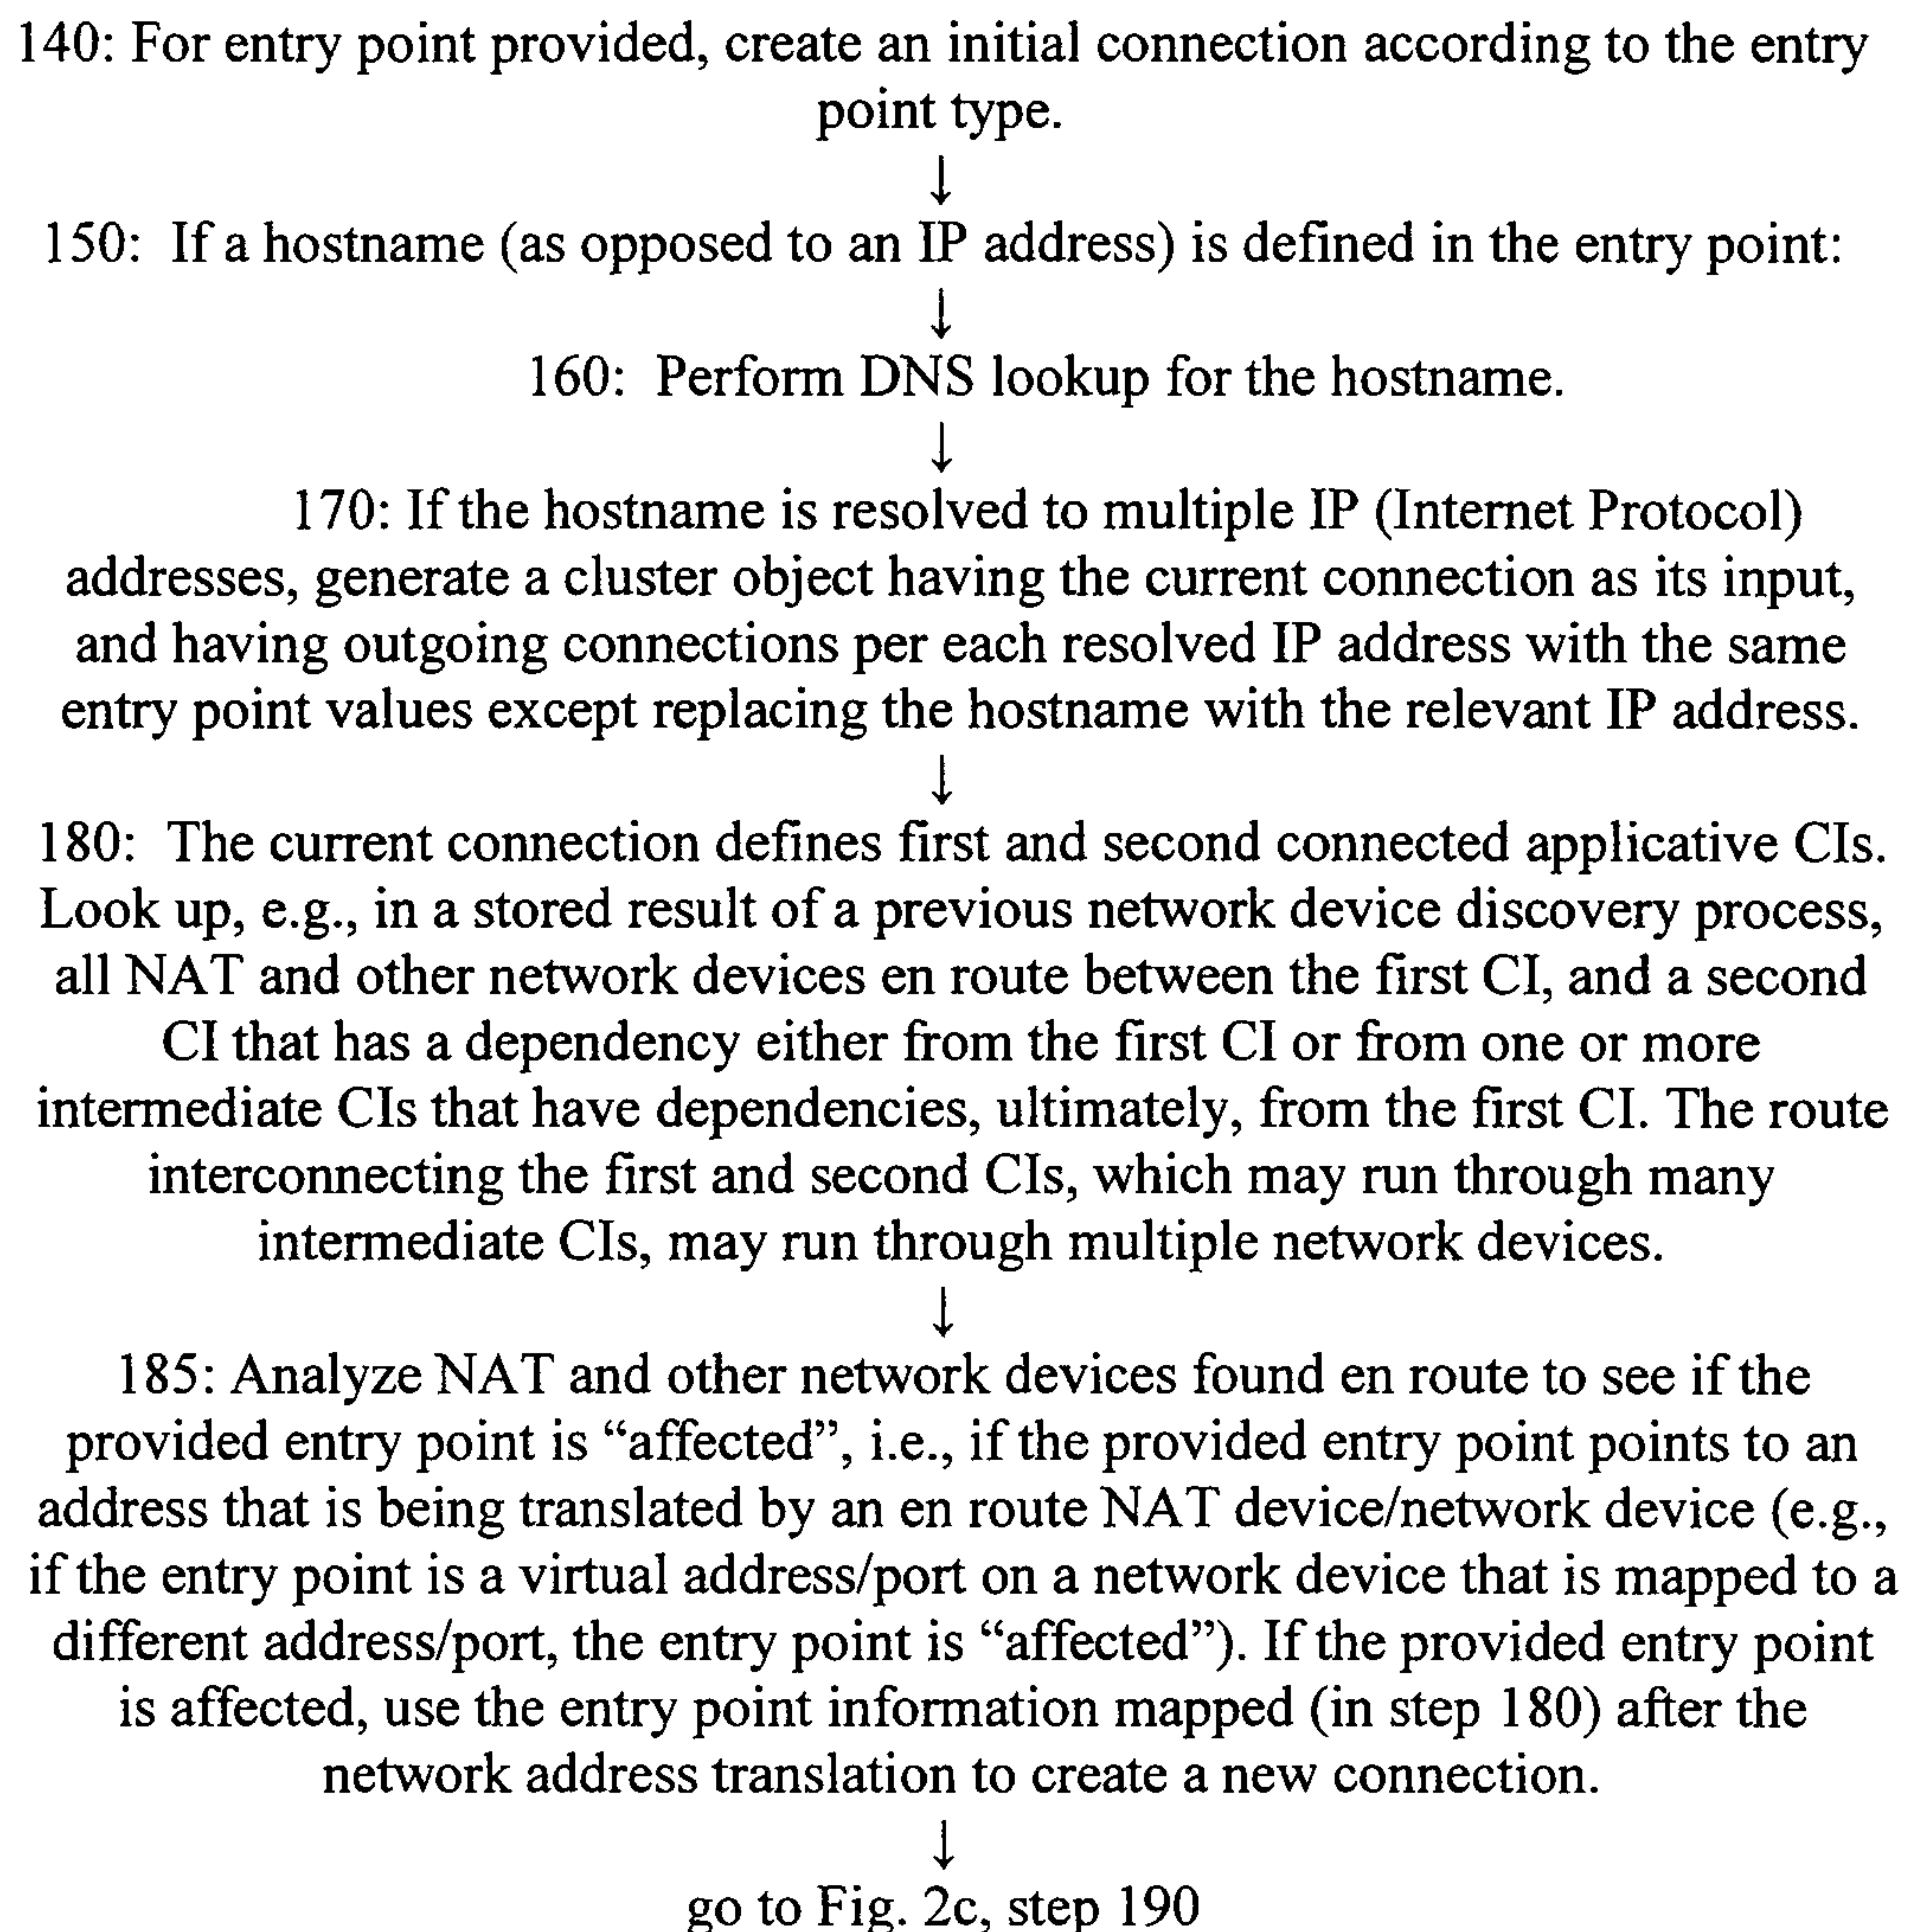 140: For entry point provided, create an initial connection according to the entry
point type.
↓
150: If a hostname (as opposed to an IP address) is defined in the entry point:
↓
160: Perform DNS lookup for the hostname.
↓
170: If the hostname is resolved to multiple IP (Internet Protocol)
addresses, generate a cluster object having the current connection as its input,
and having outgoing connections per each resolved IP address with the same
entry point values except replacing the hostname with the relevant IP address.
↓
180: The current connection defines first and second connected applicative CIs.
Look up, e.g., in a stored result of a previous network device discovery process,
all NAT and other network devices en route between the first CI, and a second
CI that has a dependency either from the first CI or from one or more
intermediate CIs that have dependencies, ultimately, from the first CI. The route
interconnecting the first and second CIs, which may run through many
intermediate CIs, may run through multiple network devices.
↓
185: Analyze NAT and other network devices found en route to see if the
provided entry point is “affected”, i.e., if the provided entry point points to an
address that is being translated by an en route NAT device/network device (e.g.,
if the entry point is a virtual address/port on a network device that is mapped to a
different address/port, the entry point is “affected”). If the provided entry point
is affected, use the entry point information mapped (in step 180) after the
network address translation to create a new connection.
↓
go to Fig. 2c, step 190